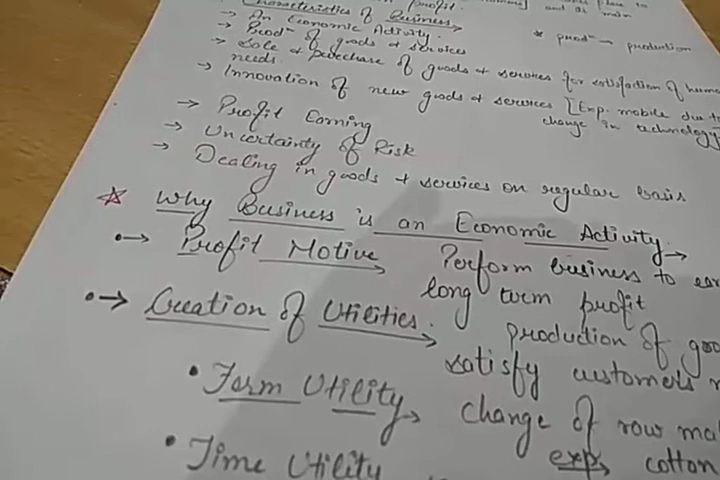 Characteristics of Business
→ An Economic Activity.
→ Prodn of goods & services * prodn → production
→ Sale & purchase of goods & services for satisfaction of human
needs.
→ Innovation of new goods & services [Exp. mobile due to
change in technology
→ Profit Earning
→ Uncertainty of Risk
→ Dealing in goods & services on regular basis
☆ Why Business is an Economic Activity →
•→ Profit Motive Perform business to ear
long term profit
•→ Creation of Utilities. production of goo
satisfy customers n
• Form Utility → change of raw ma
exp→ cotton
• Time Utility